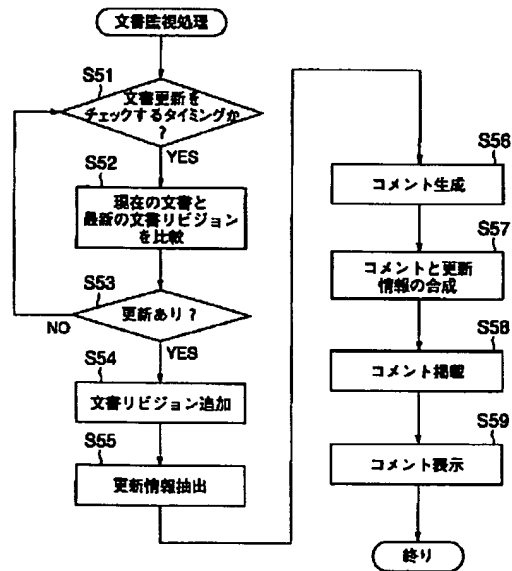 文書監視処理
S51
文書更新を
チェックするタイミングか
?
YES
S52
現在の文書と
最新の文書リビジョン
を比較
S53
更新あり?
NO
YES
S54
文書リビジョン追加
S55
更新情報抽出
S56
コメント生成
S57
コメントと更新
情報の合成
S58
コメント掲載
S59
コメント表示
終り